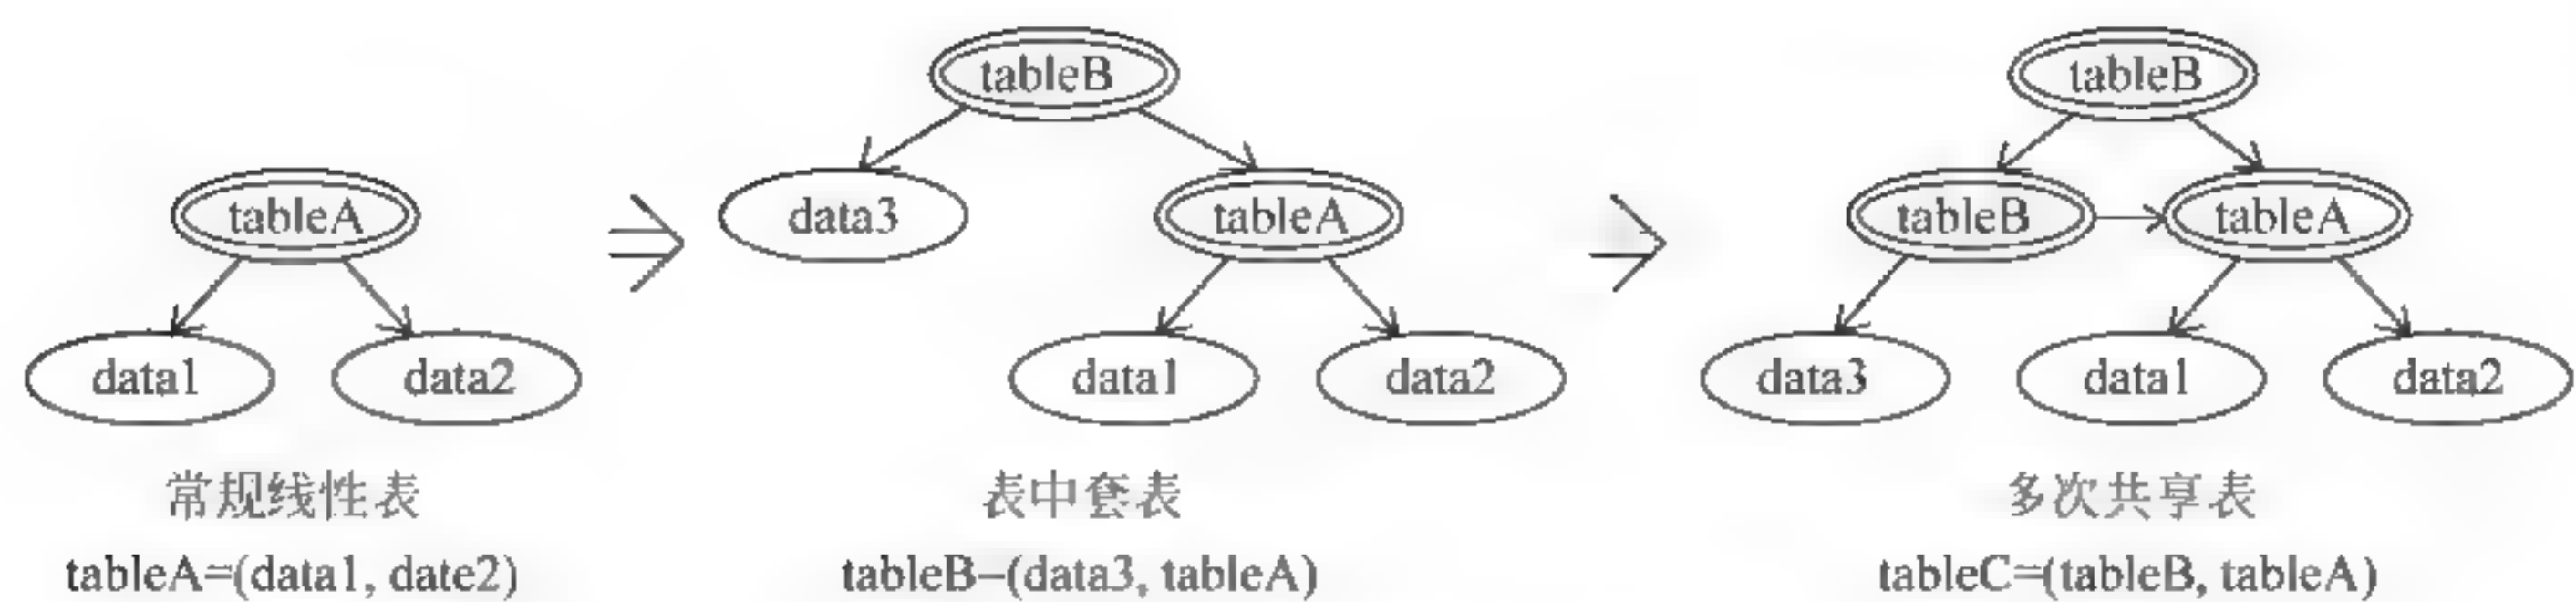 tableB
tableB
data3
tableA
tableA
tableB
tableA
data1
data2
data1
data2
data3
data1
data2
常规线性表
表中套表
多次共享表
tableA=(data1, date2)
tableB–(data3, tableA)
tableC=(tableB, tableA)